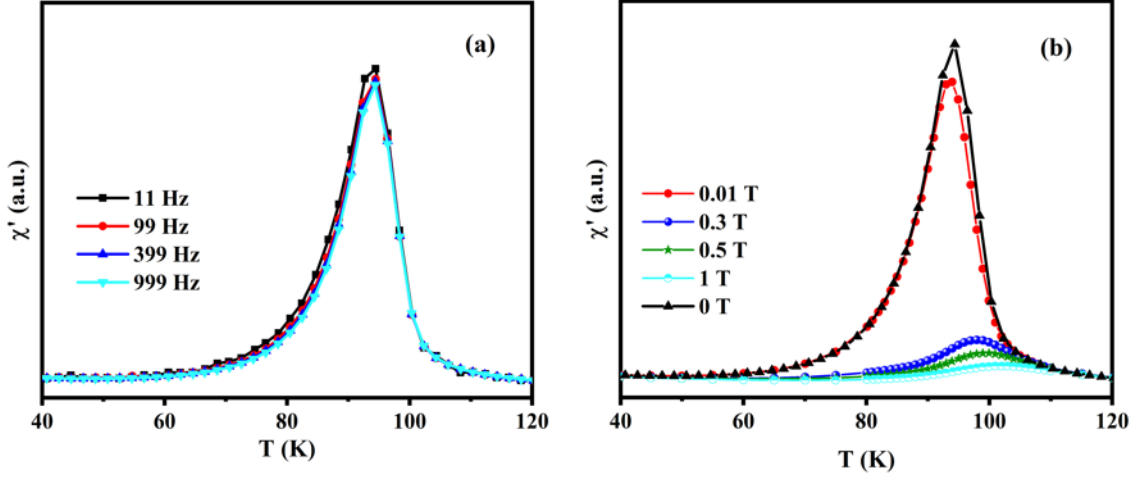 (a)
χ' (a.u.)
11 Hz
99 Hz
399 Hz
999 Hz
40 60 80 100 120
T (K)
(b)
χ' (a.u.)
0.01 T
0.3 T
0.5 T
1 T
0 T
40 60 80 100 120
T (K)